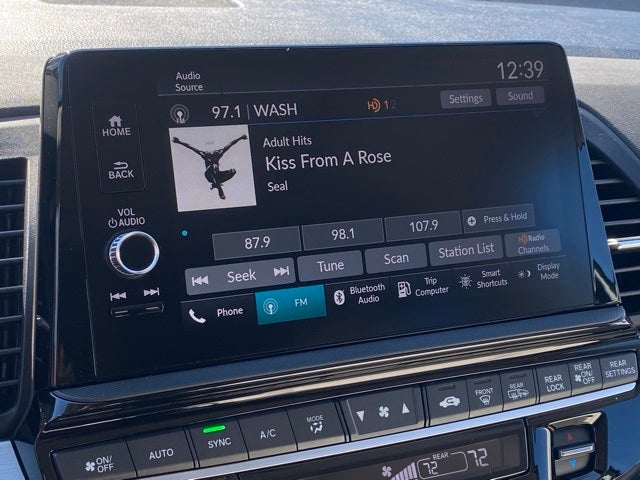 Audio
Source
12:39
FM
97.1 | WASH
HD 1 2
Settings
Sound
HOME
BACK
VOL
AUDIO
Adult Hits
Kiss From A Rose
Seal
87.9
98.1
107.9
Press & Hold
Seek
Tune
Scan
Station List
HD Radio
Channels
Phone
FM
Bluetooth
Audio
Trip
Computer
Smart
Shortcuts
Display
Mode
ON/
OFF
AUTO
SYNC
A/C
MODE
FRONT
REAR
REAR
LOCK
REAR
ON/
OFF
REAR
SETTINGS
REAR
72
72